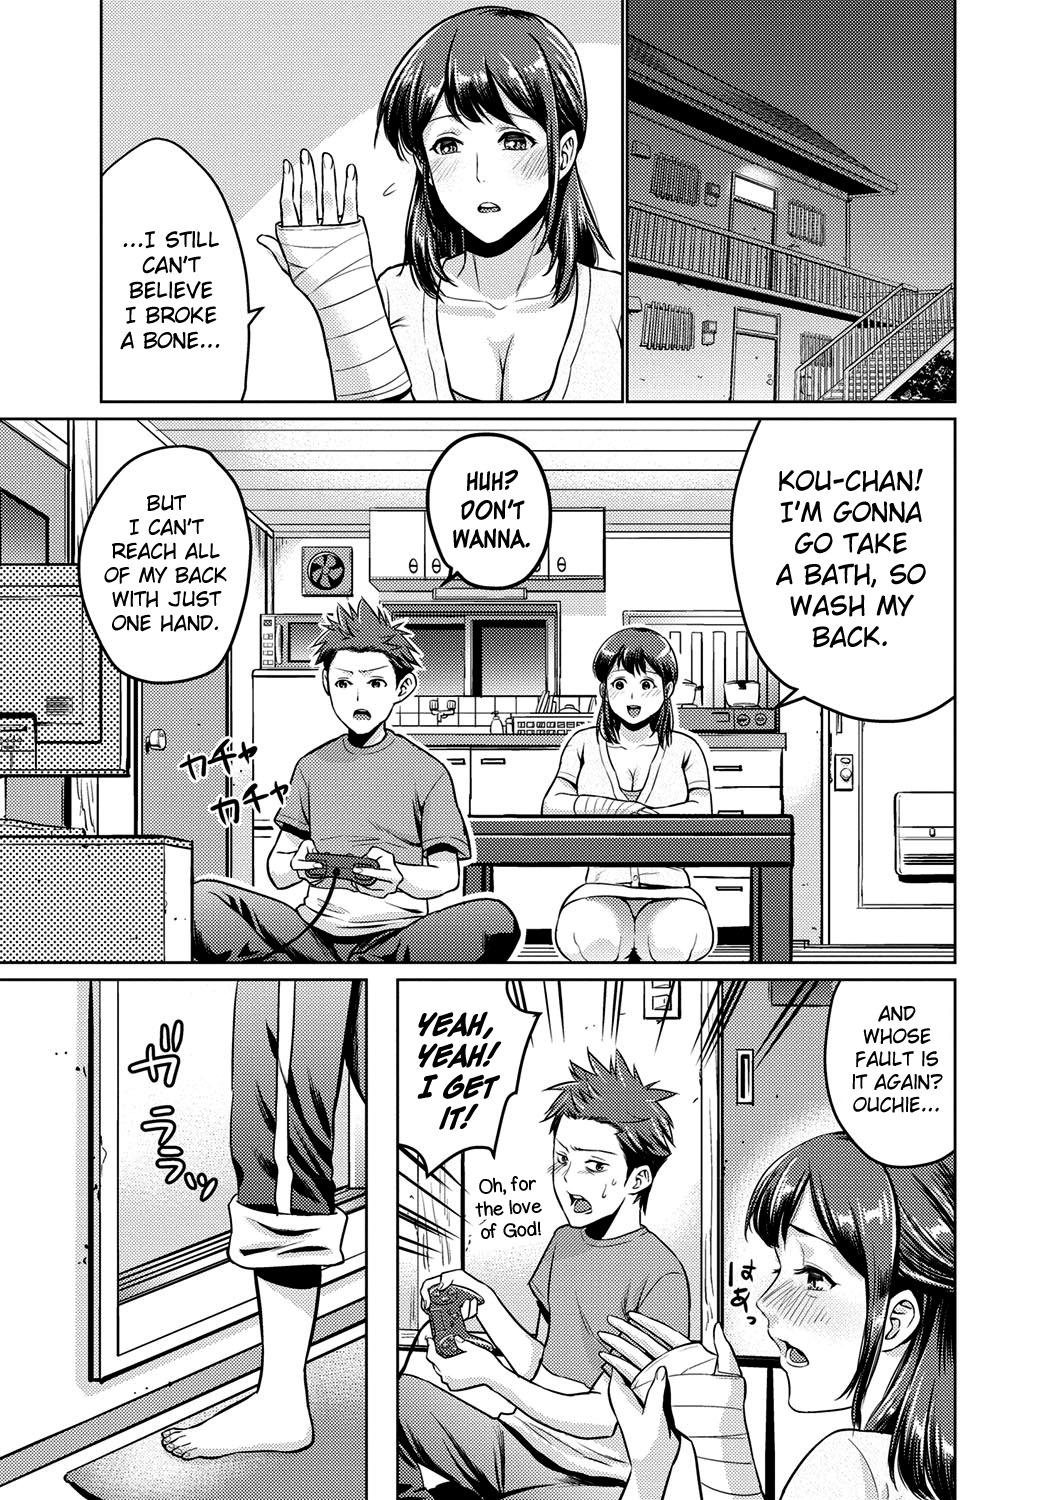 ...I STILL
CAN'T
BELIEVE
I BROKE
A BONE...
KOU-CHAN!
I'M GONNA
GO TAKE
A BATH, SO
WASH MY
BACK.
HUH?
DON'T
WANNA.
BUT
I CAN'T
REACH ALL
OF MY BACK
WITH JUST
ONE HAND.
カチャ
カチャ
AND
WHOSE
FAULT IS
IT AGAIN?
OUCHIE...
はぁ
あっ
YEAH,
YEAH!
I GET
IT!
Oh, for
the love
of God!
ガラララッ